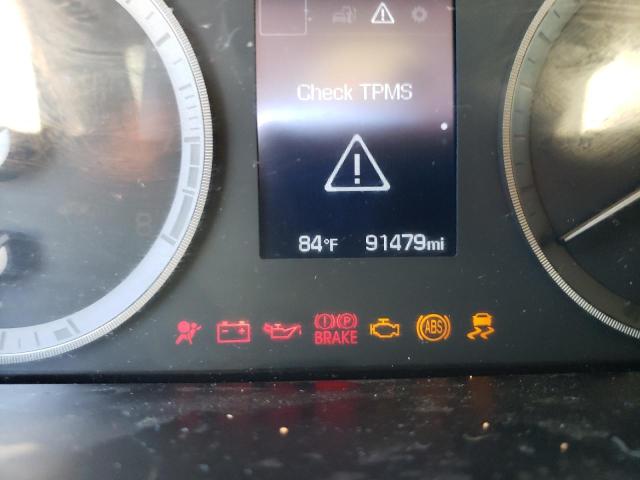 Check TPMS
84°F 91479mi
BRAKE
ABS